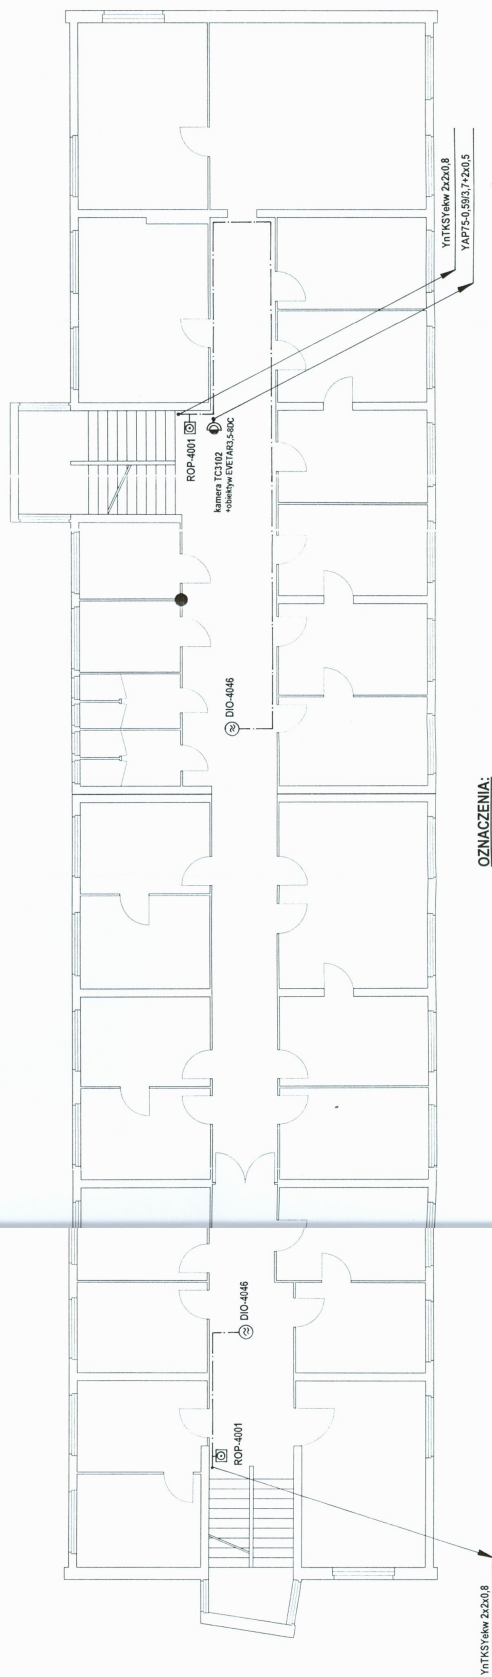 YnTKSYekw 2x2x0,8
YAP75-0,59/3,7+2x0,5
ROP-4001
kamera TC3102
+obiektyw EVETAR3,5-8DC
DIO-4046
OZNACZENIA:
DIO-4046
ROP-4001
YnTKSYekw 2x2x0,8